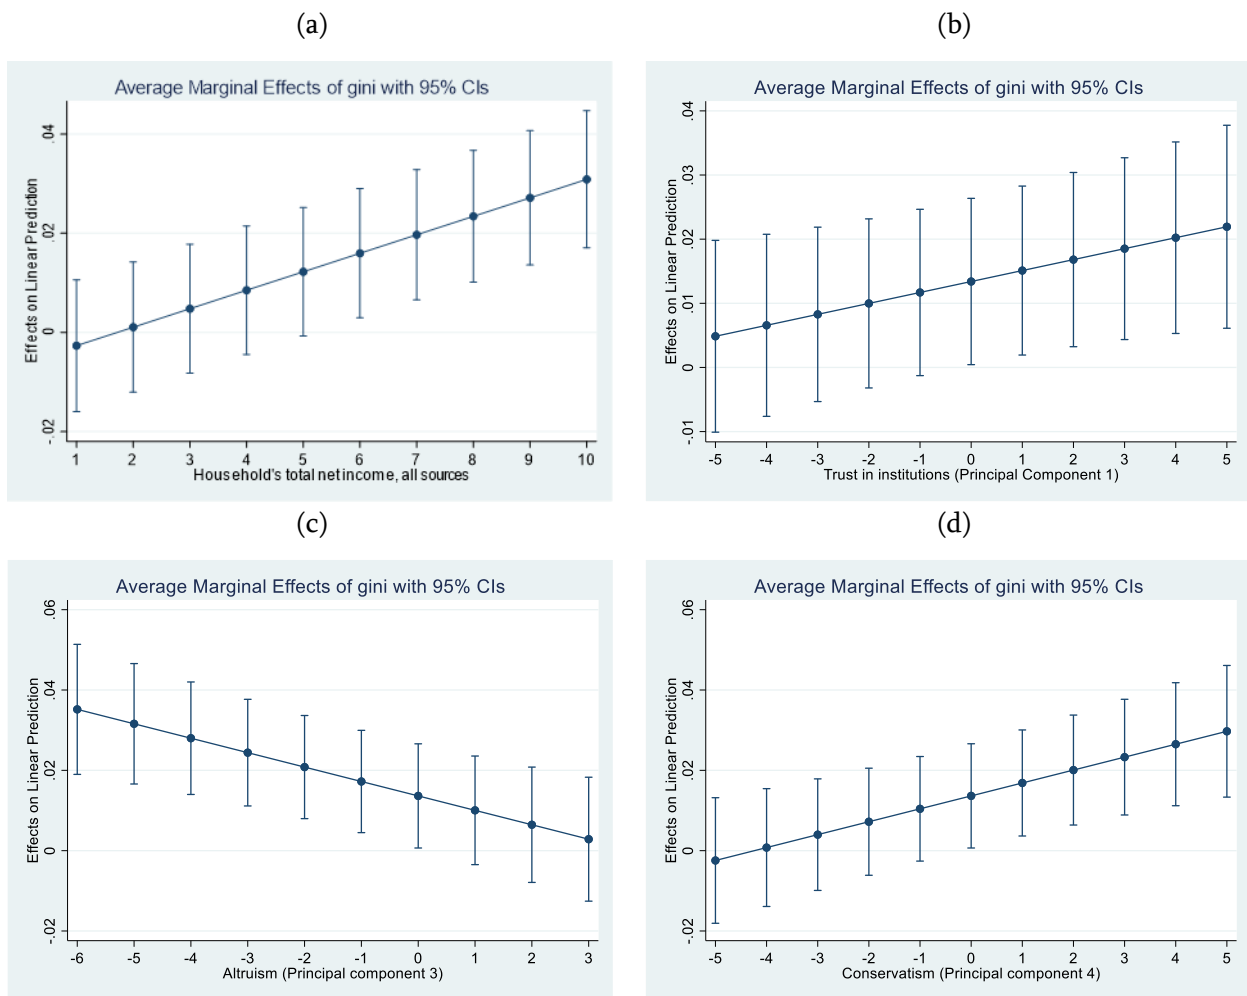 (a)
Average Marginal Effects of gini with 95% CIs
Effects on Linear Prediction
.04
.02
0
-.02
1 2 3 4 5 6 7 8 9 10
Household's total net income, all sources
(b)
Average Marginal Effects of gini with 95% CIs
Effects on Linear Prediction
.04
.03
.02
.01
0
-.01
-5 -4 -3 -2 -1 0 1 2 3 4 5
Trust in institutions (Principal Component 1)
(c)
Average Marginal Effects of gini with 95% CIs
Effects on Linear Prediction
.06
.04
.02
0
-.02
-6 -5 -4 -3 -2 -1 0 1 2 3
Altruism (Principal component 3)
(d)
Average Marginal Effects of gini with 95% CIs
Effects on Linear Prediction
.06
.04
.02
0
-.02
-5 -4 -3 -2 -1 0 1 2 3 4 5
Conservatism (Principal component 4)